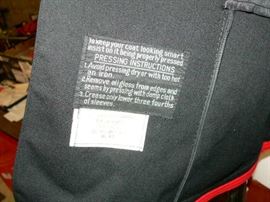 to keep your coat looking smart
insist on it being properly pressed
PRESSING INSTRUCTIONS
1. Avoid pressing dry or with too hot
an iron.
2. Remove all gloss from edges and
seams by pressing with damp cloth.
3. Crease only lower three fourths
of sleeves.